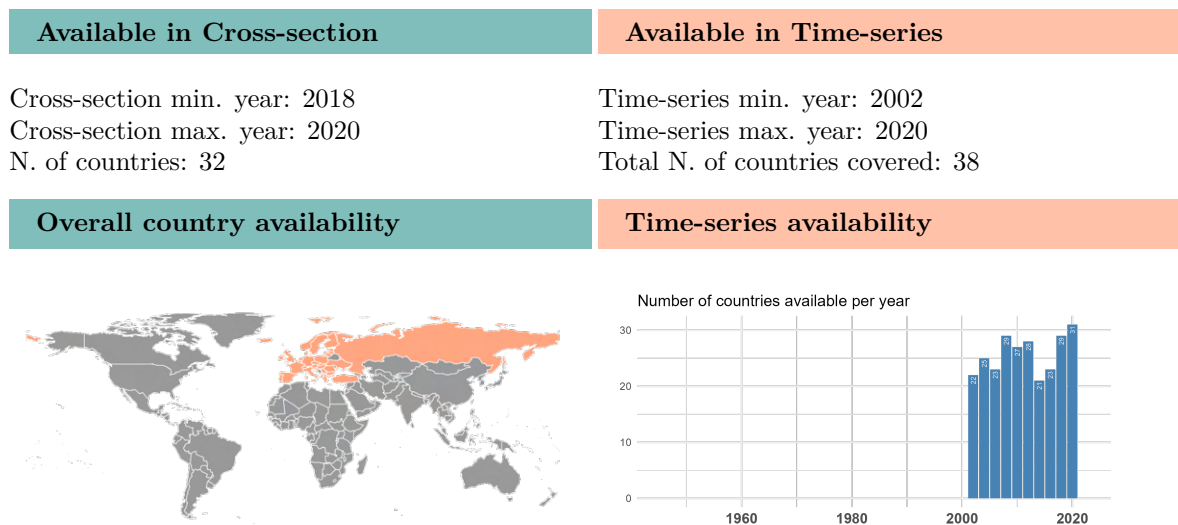 Available in Cross-section
Available in Time-series
Cross-section min. year: 2018
Cross-section max. year: 2020
N. of countries: 32
Time-series min. year: 2002
Time-series max. year: 2020
Total N. of countries covered: 38
Overall country availability
Time-series availability
Number of countries available per year
30
20
10
0
22
25
23
29
27
28
21
23
29
31
1960
1980
2000
2020